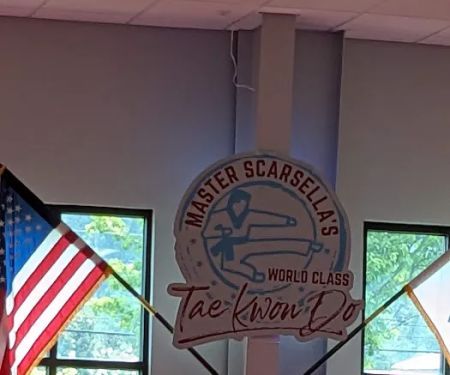 MASTER SCARSELLA'S
WORLD CLASS
Tae Kwon Do